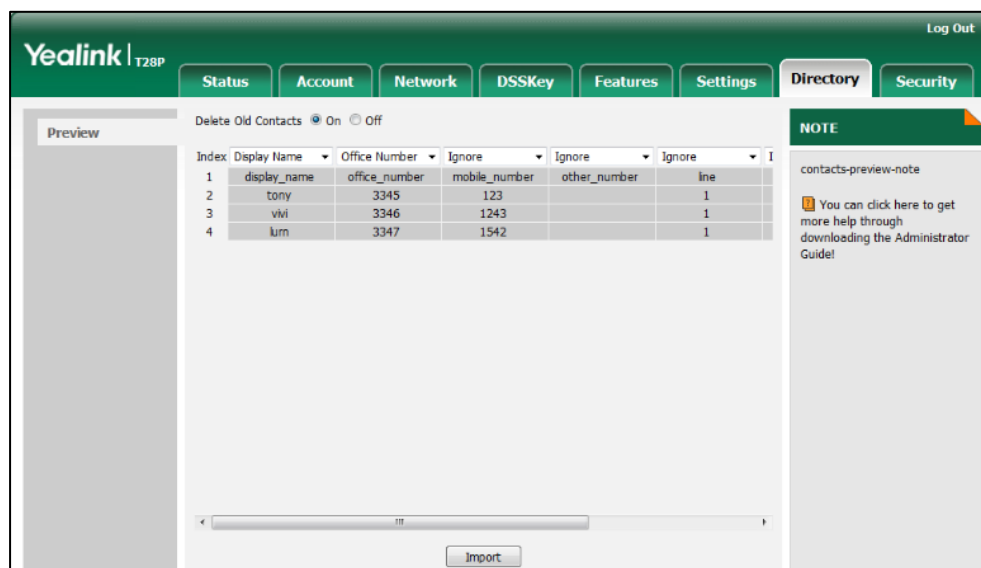 Log Out
Yealink T28P
Status Account Network DSSKey Features Settings Directory Security
Preview
Delete Old Contacts On Off
Index Display Name Office Number Ignore Ignore Ignore I
1 display_name office_number mobile_number other_number line
2 tony 3345 123 1
3 vivi 3346 1243 1
4 lurn 3347 1542 1
Import
NOTE
contacts-preview-note
You can click here to get
more help through
downloading the Administrator
Guide!